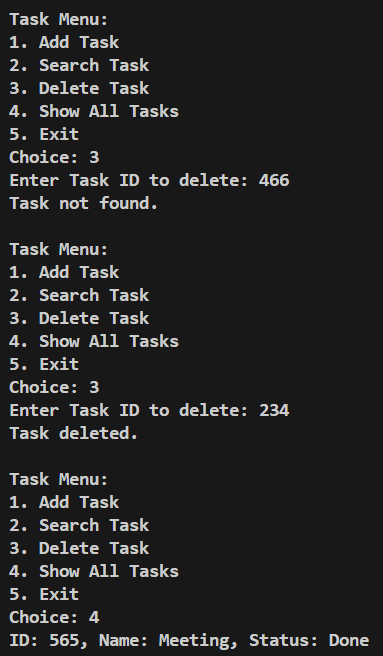 Task Menu:
1. Add Task
2. Search Task
3. Delete Task
4. Show All Tasks
5. Exit
Choice: 3
Enter Task ID to delete: 466
Task not found.

Task Menu:
1. Add Task
2. Search Task
3. Delete Task
4. Show All Tasks
5. Exit
Choice: 3
Enter Task ID to delete: 234
Task deleted.

Task Menu:
1. Add Task
2. Search Task
3. Delete Task
4. Show All Tasks
5. Exit
Choice: 4
ID: 565, Name: Meeting, Status: Done